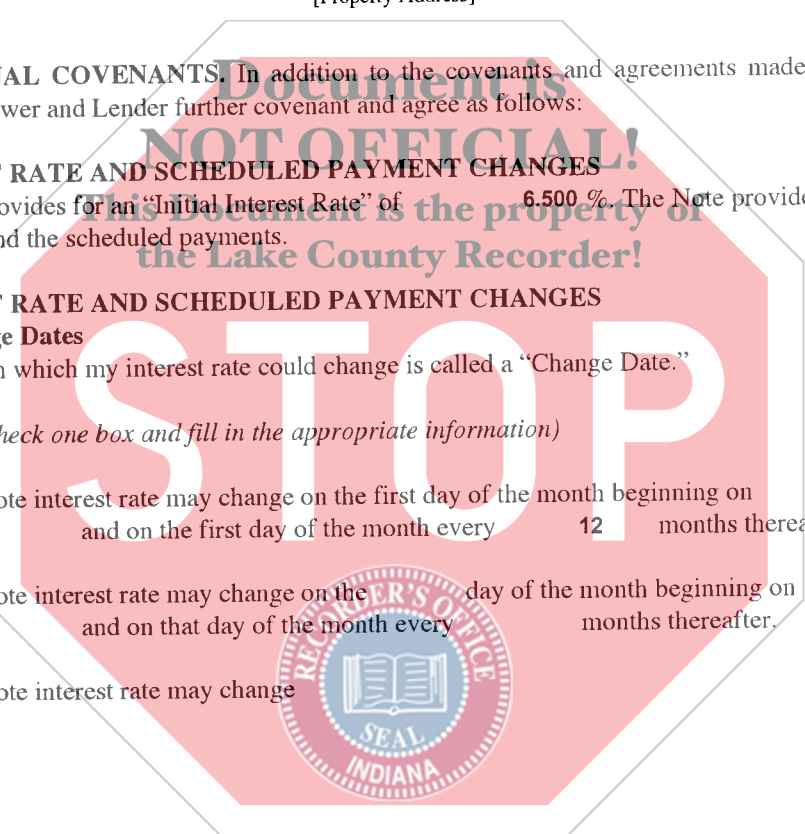 [Property Address]
NAL COVENANTS. In addition to the covenants and agreements made
wer and Lender further covenant and agree as follows:
RATE AND SCHEDULED PAYMENT CHANGES
ovides for an “Initial Interest Rate” of 6.500 %. The Note provide
nd the scheduled payments.
RATE AND SCHEDULED PAYMENT CHANGES
ge Dates
n which my interest rate could change is called a “Change Date.”
heck one box and fill in the appropriate information)
ote interest rate may change on the first day of the month beginning on
and on the first day of the month every 12 months therea
ote interest rate may change on the day of the month beginning on
and on that day of the month every months thereafter.
ote interest rate may change
Document is
NOT OFFICIAL!
This Document is the property of
the Lake County Recorder!
STOP
RECORDER'S OFFICE
SEAL
INDIANA